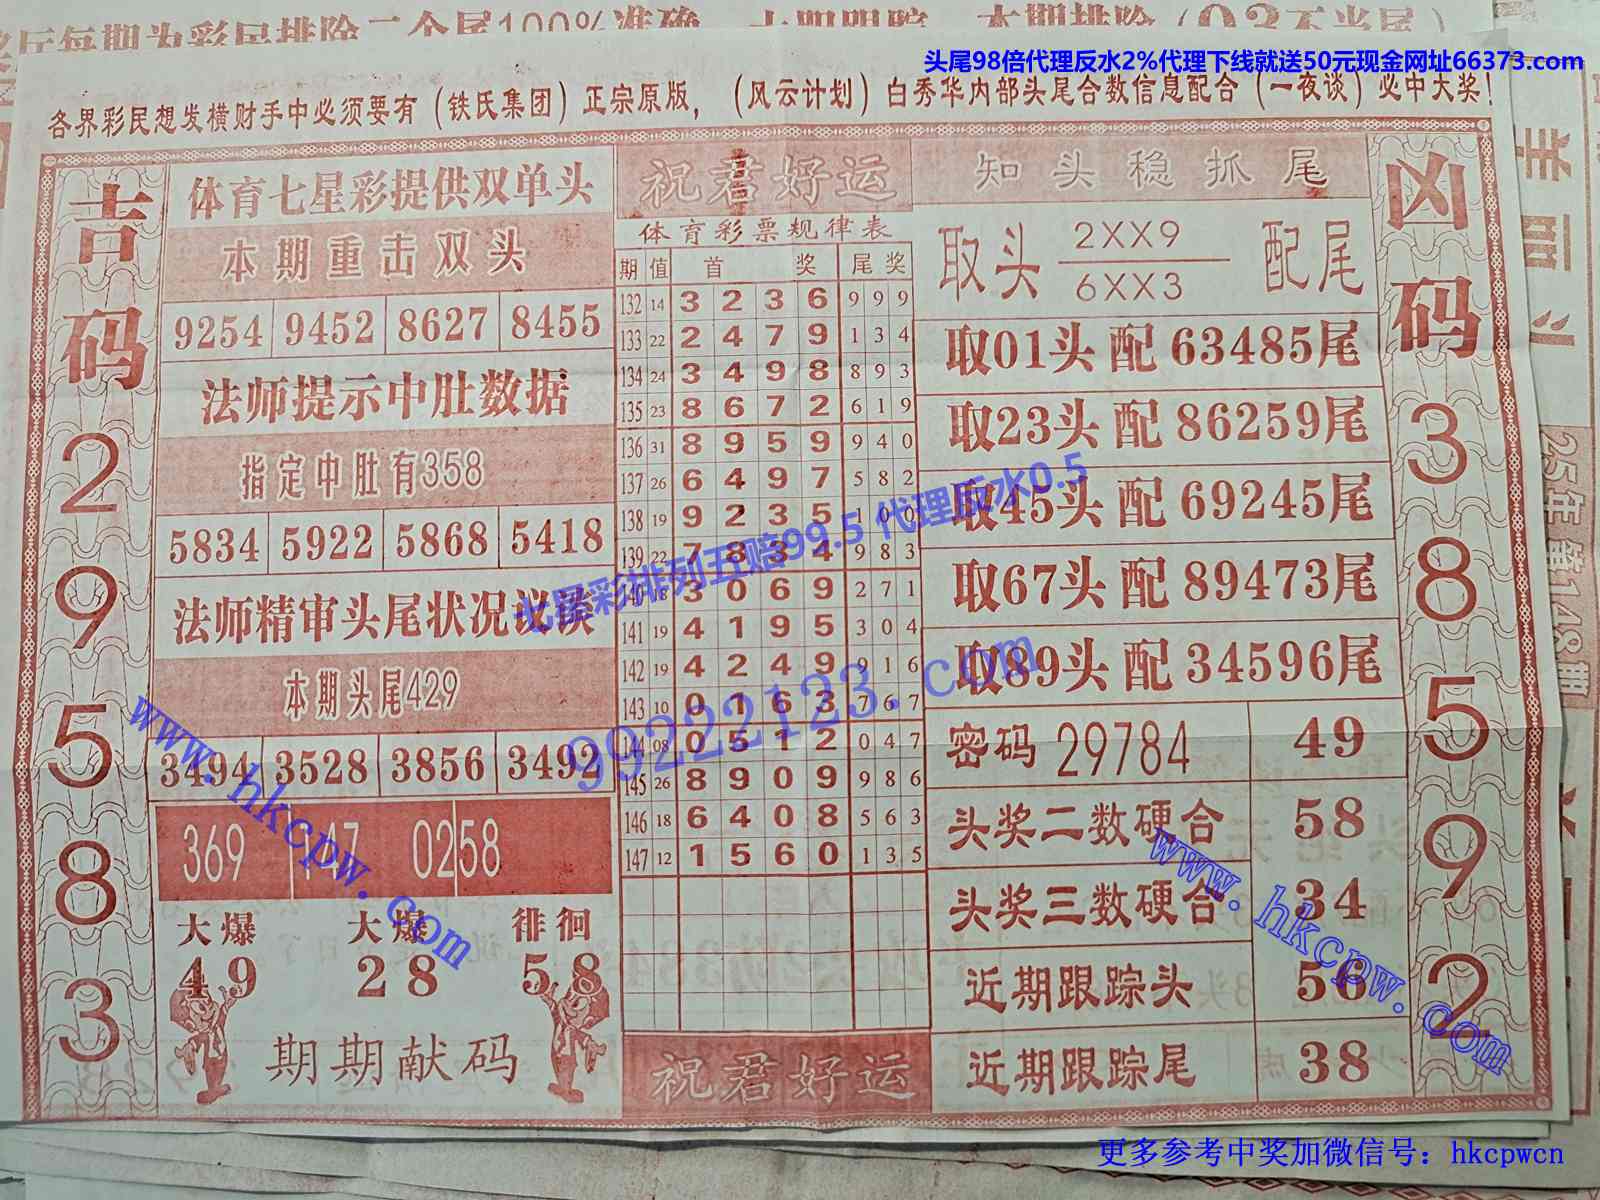 头尾98倍代理反水2%代理下线就送50元现金网址66373.com
各界彩民想发横财手中必须要有（铁氏集团）正宗原版，（风云计划）白秀华内部头尾合数信息配合（一夜谈）必中大奖！
吉码
2
9
5
8
3
体育七星彩提供双单头
本期重击双头
9254 9452 8627 8455
法师提示中肚数据
指定中肚有358
5834 5922 5868 5418
法师精审头尾状况议谈
本期头尾429
3494 3528 3856 3492
369 147 0258
大爆 大爆 徘徊
49 28 58
期期献码
祝君好运
体育彩票规律表
期 值 首 奖 尾奖
132 14 3 2 3 6 9 9 9
133 22 2 4 7 9 1 3 4
134 24 3 4 9 8 8 9 3
135 23 8 6 7 2 6 1 9
136 31 8 9 5 9 9 4 0
137 26 6 4 9 7 5 8 2
138 19 9 2 3 5 1 0 0
139 22 7 8 3 4 9 8 3
140 18 3 0 6 9 2 7 1
141 19 4 1 9 5 3 0 4
142 19 4 2 4 9 9 1 6
143 10 0 1 6 3 7 6 7
144 08 0 5 1 2 0 4 7
145 26 8 9 0 9 9 8 6
146 18 6 4 0 8 5 6 3
147 12 1 5 6 0 1 3 5
祝君好运
知头稳抓尾
取头 2XX9 配尾
6XX3
取01头 配 63485尾
取23头 配 86259尾
取45头 配 69245尾
取67头 配 89473尾
取89头 配 34596尾
密码 29784 49
头奖二数硬合 58
头奖三数硬合 34
近期跟踪头 56
近期跟踪尾 38
凶码
3
8
5
9
2
25年第148期
七星彩排列五赔99.5 代理反水0.5
99222123.com
www.hkcpw.com
www.hkcpw.com
更多参考中奖加微信号：hkcpwcn